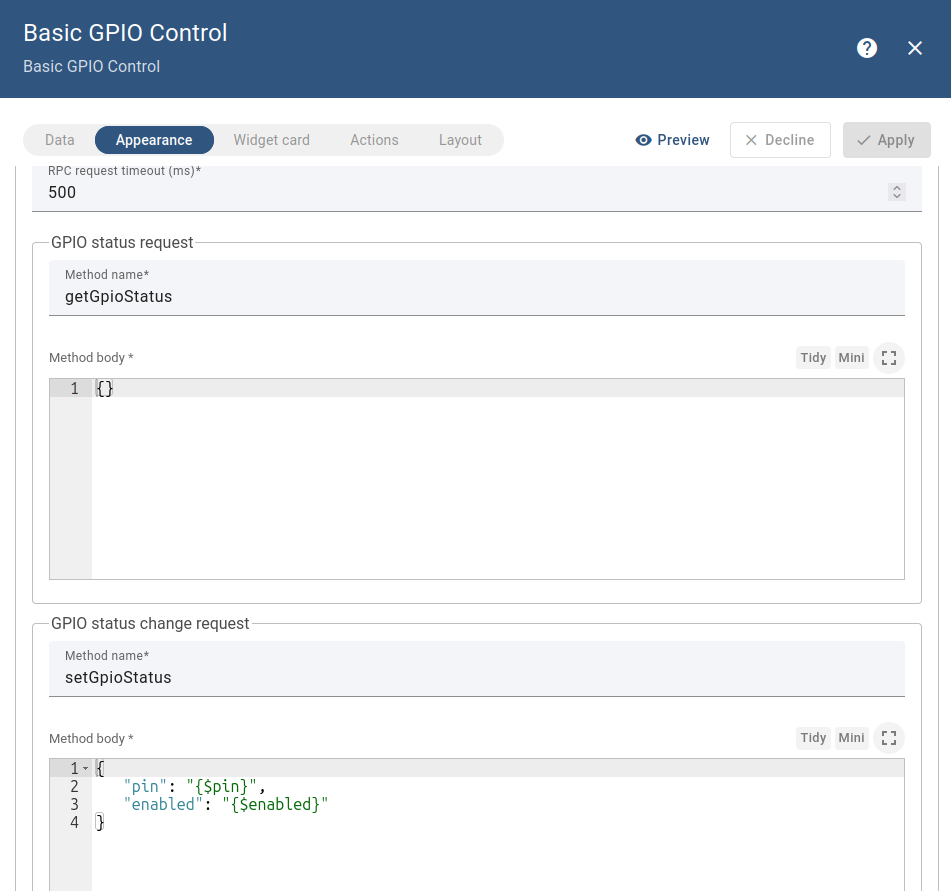 Basic GPIO Control
Basic GPIO Control
Data Appearance Widget card Actions Layout Preview Decline Apply
RPC request timeout (ms)*
500
GPIO status request
Method name*
getGpioStatus
Method body * Tidy Mini
1 {}
GPIO status change request
Method name*
setGpioStatus
Method body * Tidy Mini
1 {
2 "pin": "{$pin}",
3 "enabled": "{$enabled}"
4 }